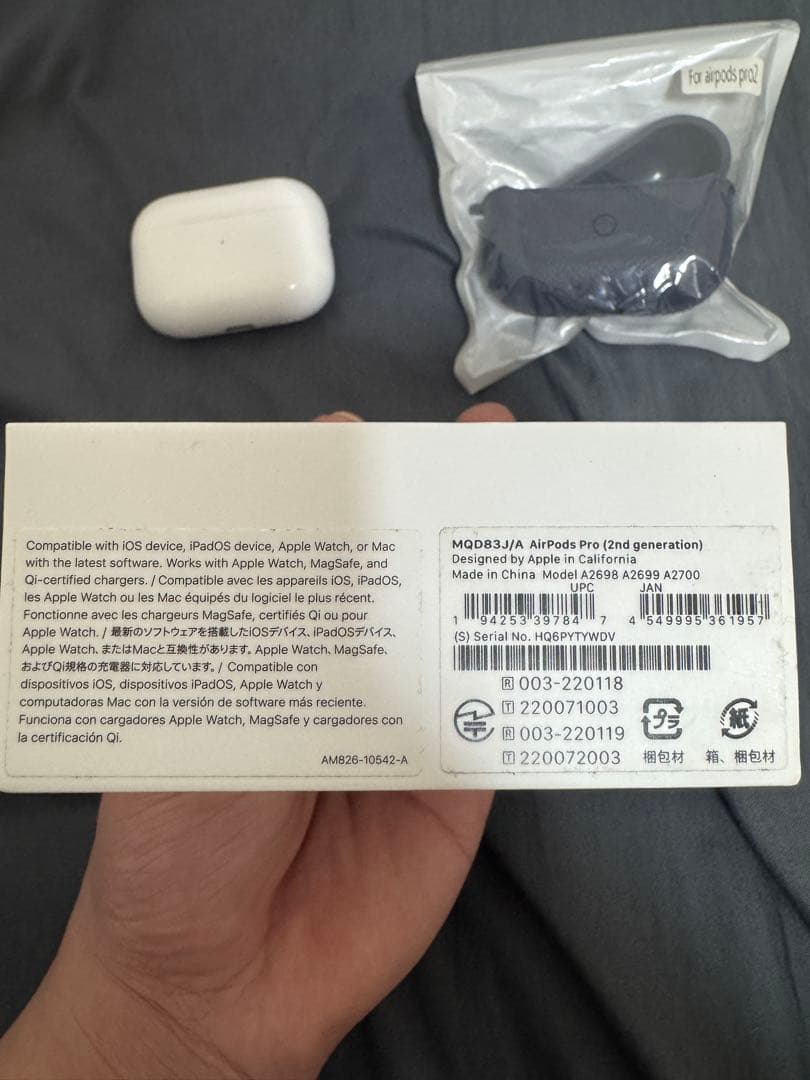 For airpods pro2
Compatible with iOS device, iPadOS device, Apple Watch, or Mac
with the latest software. Works with Apple Watch, MagSafe, and
Qi-certified chargers. / Compatible avec les appareils iOS, iPadOS,
les Apple Watch ou les Mac équipés du logiciel le plus récent.
Fonctionne avec les chargeurs MagSafe, certifiés Qi ou pour
Apple Watch. / 最新のソフトウェアを搭載したiOSデバイス、iPadOSデバイス、
Apple Watch、またはMacと互換性があります。Apple Watch、MagSafe、
およびQi規格の充電器に対応しています。/ Compatible con
dispositivos iOS, dispositivos iPadOS, Apple Watch y
computadoras Mac con la versión de software más reciente.
Funciona con cargadores Apple Watch, MagSafe y cargadores con
la certificación Qi.
AM826-10542-A
MQD83J/A AirPods Pro (2nd generation)
Designed by Apple in California
Made in China Model A2698 A2699 A2700
UPC JAN
1 94253 39784 7 4 549995 361957
(S) Serial No. HQ6PYTYWDV
R 003-220118
T 220071003
R 003-220119
T 220072003
プラ 紙
梱包材 箱、梱包材